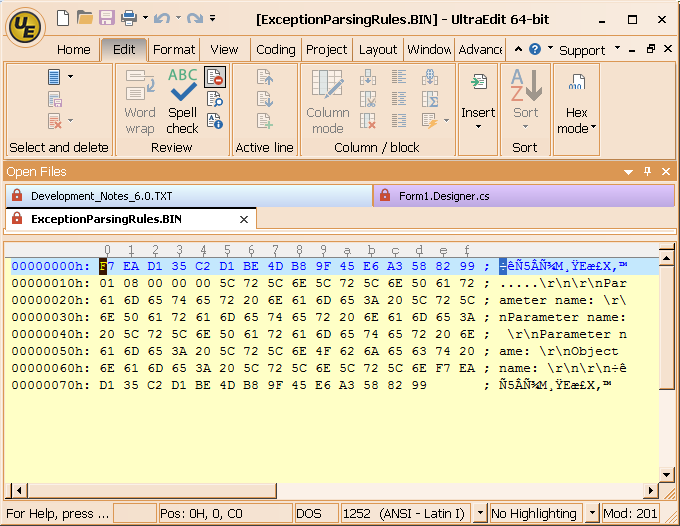 [ExceptionParsingRules.BIN] - UltraEdit 64-bit
UE
Home Edit Format View Coding Project Layout Window Advance Support
ABC
Word wrap
Spell check
Column mode
Insert
Sort
Hex mode
Select and delete Review Active line Column / block Sort
Open Files
Development_Notes_6.0.TXT Form1.Designer.cs
ExceptionParsingRules.BIN
0 1 2 3 4 5 6 7 8 9 a b c d e f
00000000h: F7 EA D1 35 C2 D1 BE 4D B8 9F 45 E6 A3 58 82 99 ; ÷êÑ5ÂÑ¾M¸ŸEæ£X‚™
00000010h: 01 08 00 00 00 5C 72 5C 6E 5C 72 5C 6E 50 61 72 ; .....\r\n\r\nPar
00000020h: 61 6D 65 74 65 72 20 6E 61 6D 65 3A 20 5C 72 5C ; ameter name: \r\
00000030h: 6E 50 61 72 61 6D 65 74 65 72 20 6E 61 6D 65 3A ; nParameter name:
00000040h: 20 5C 72 5C 6E 50 61 72 61 6D 65 74 65 72 20 6E ;  \r\nParameter n
00000050h: 61 6D 65 3A 20 5C 72 5C 6E 4F 62 6A 65 63 74 20 ; ame: \r\nObject
00000060h: 6E 61 6D 65 3A 20 5C 72 5C 6E 5C 72 5C 6E F7 EA ; name: \r\n\r\n÷ê
00000070h: D1 35 C2 D1 BE 4D B8 9F 45 E6 A3 58 82 99 ; Ñ5ÂÑ¾M¸ŸEæ£X‚™
For Help, press ... Pos: 0H, 0, C0 DOS 1252 (ANSI - Latin I) No Highlighting Mod: 201